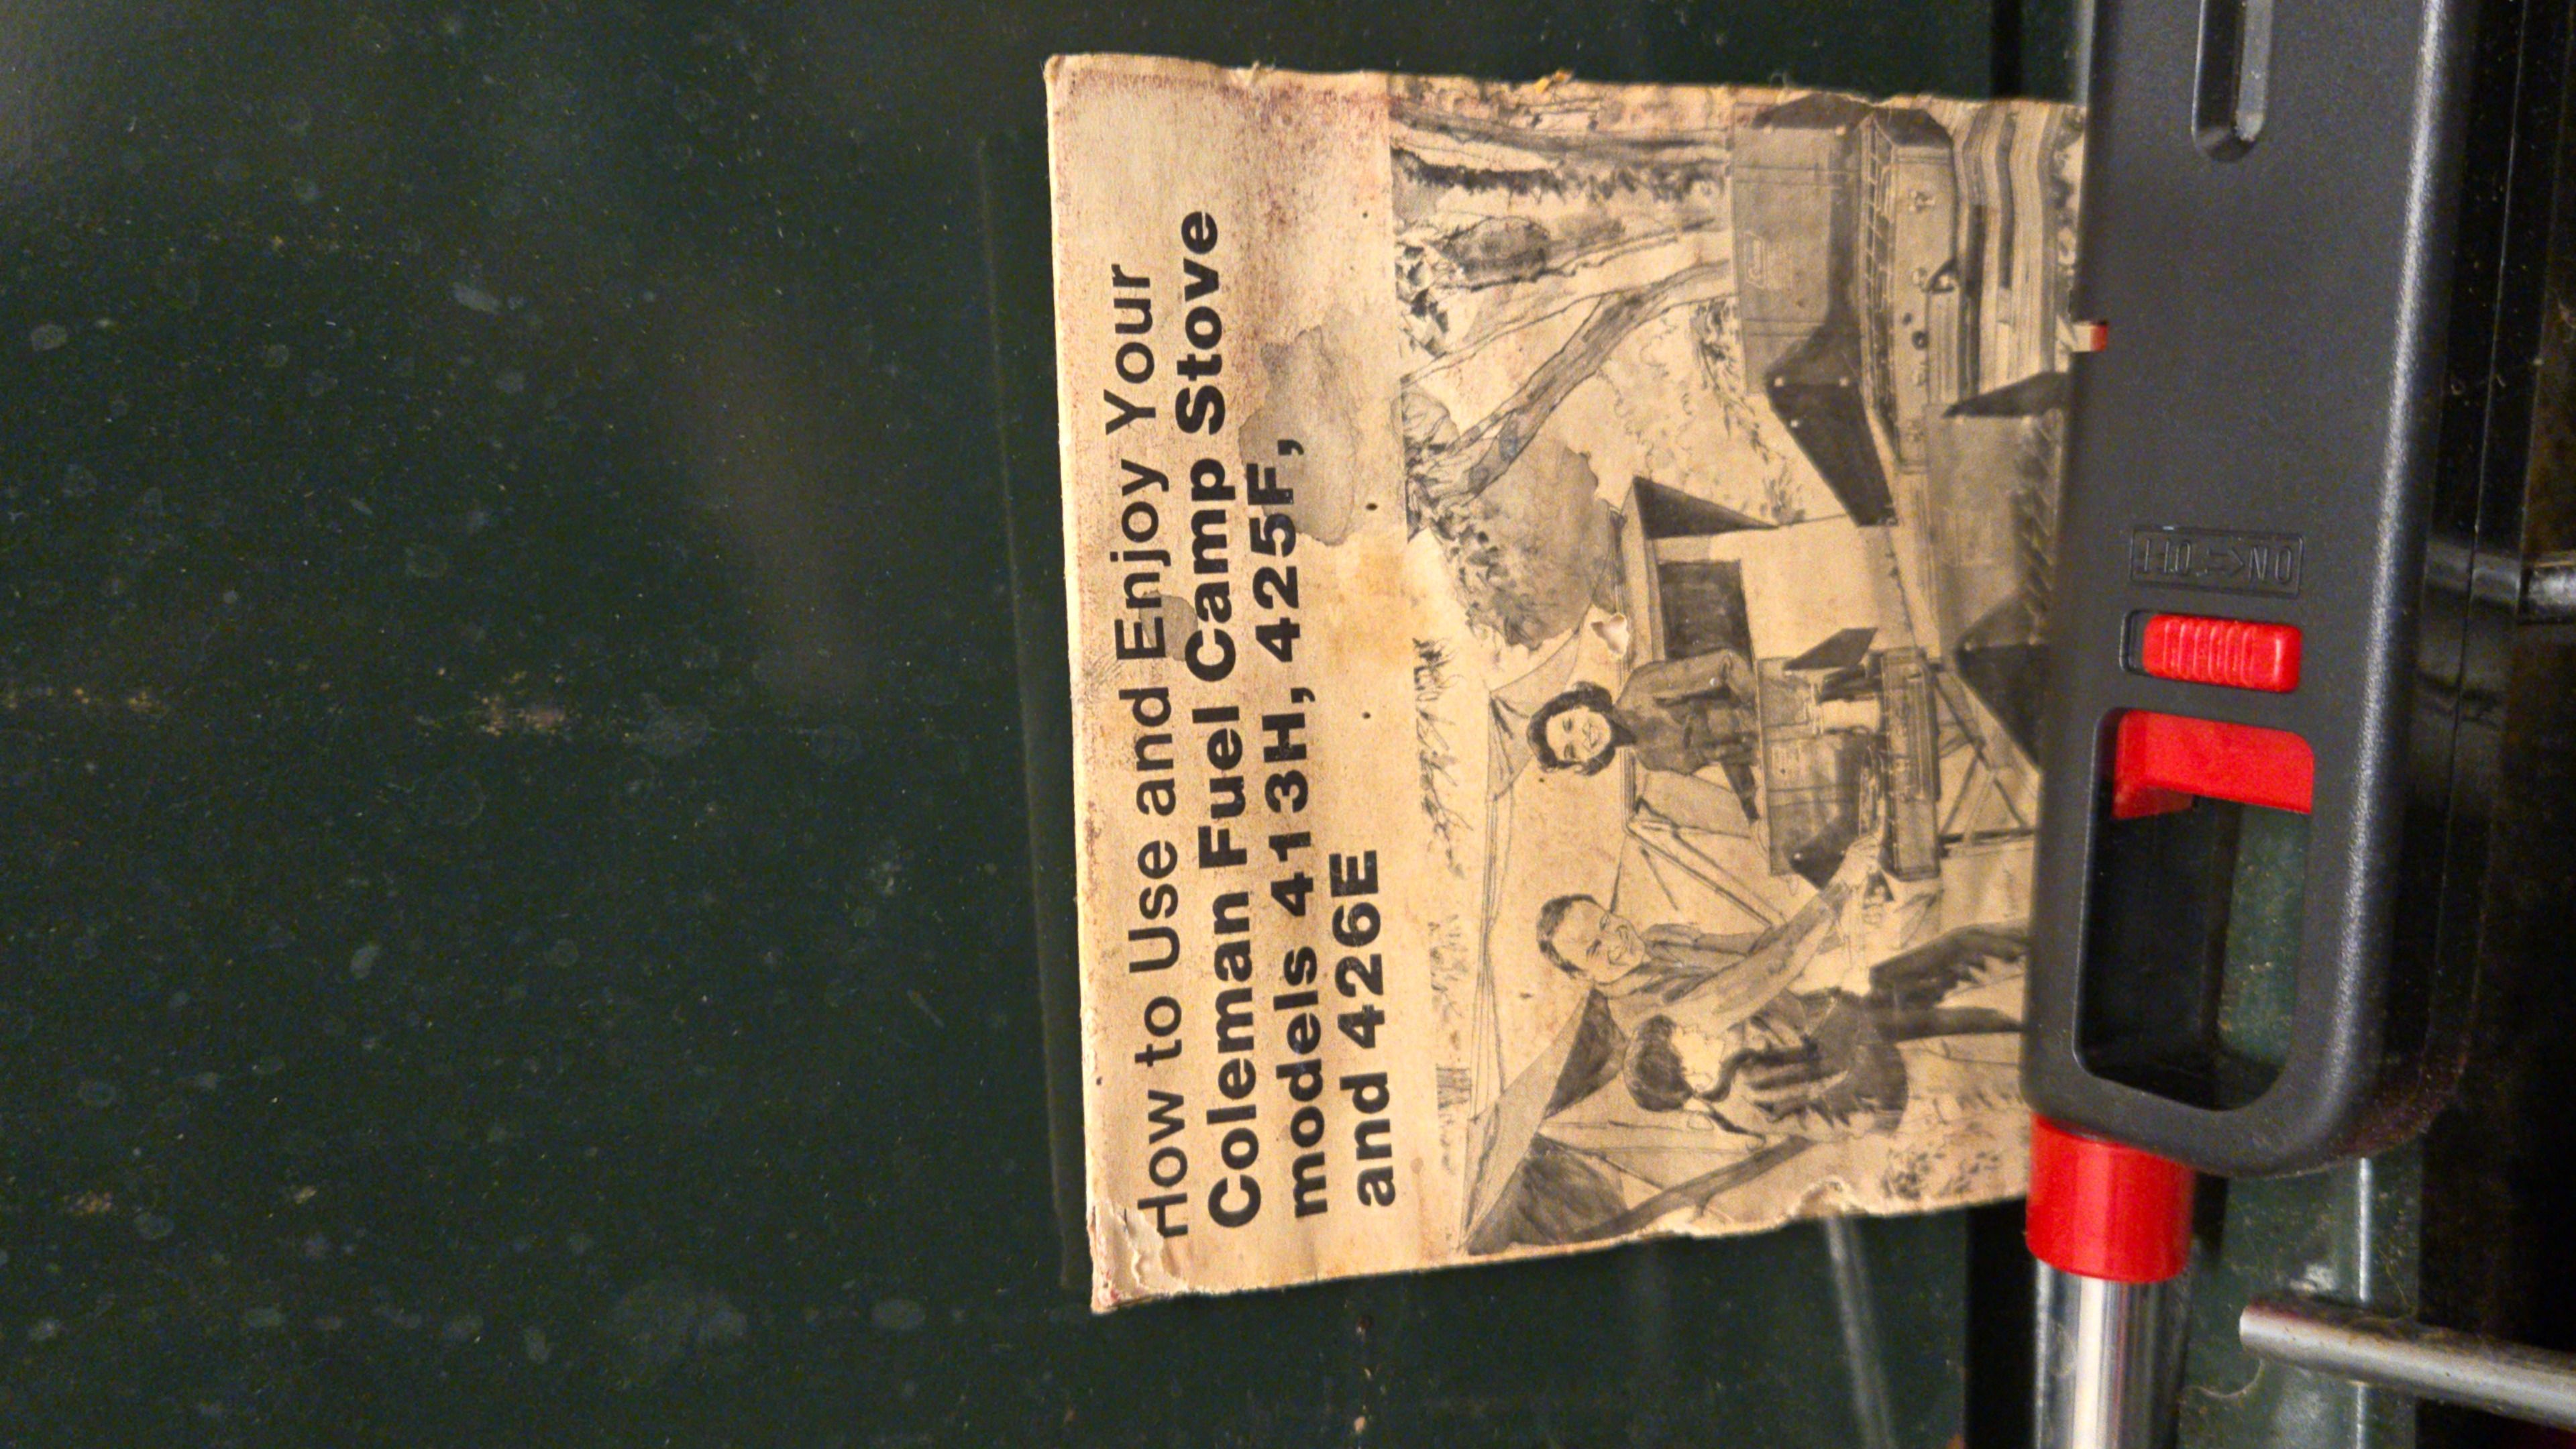 How to Use and Enjoy Your
Coleman Fuel Camp Stove
models 413H, 425F,
and 426E
ON OFF